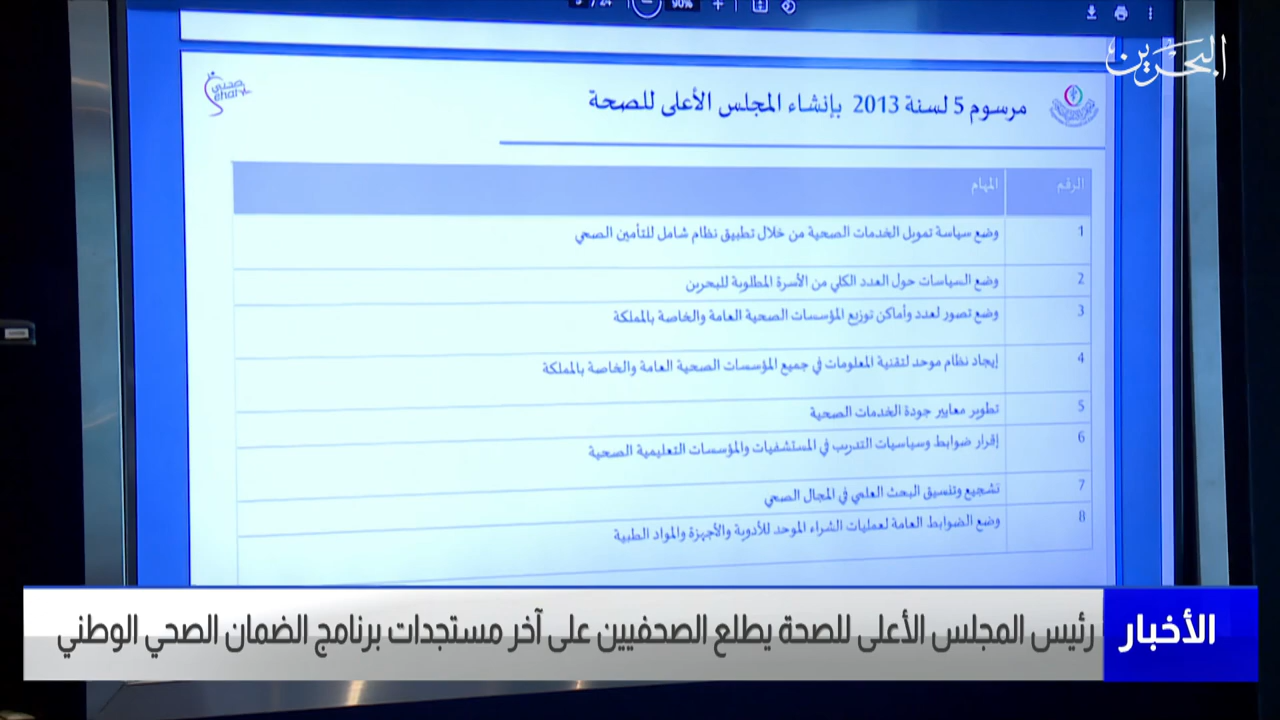 90%
البحرين
صحتي
Sehati
مرسوم 5 لسنة 2013 بإنشاء المجلس الأعلى للصحة
الرقم المهام
1 وضع سياسة تمويل الخدمات الصحية من خلال تطبيق نظام شامل للتأمين الصحي
2 وضع السياسات حول العدد الكلي من الأسرة المطلوبة للبحرين
3 وضع تصور لعدد وأماكن توزيع المؤسسات الصحية العامة والخاصة بالمملكة
4 إيجاد نظام موحد لتقنية المعلومات في جميع المؤسسات الصحية العامة والخاصة بالمملكة
5 تطوير معايير جودة الخدمات الصحية
6 إقرار ضوابط وسياسيات التدريب في المستشفيات والمؤسسات التعليمية الصحية
7 تشجيع وتنسيق البحث العلمي في المجال الصحي
8 وضع الضوابط العامة لعمليات الشراء الموحد للأدوية والأجهزة والمواد الطبية
الأخبار
رئيس المجلس الأعلى للصحة يطلع الصحفيين على آخر مستجدات برنامج الضمان الصحي الوطني